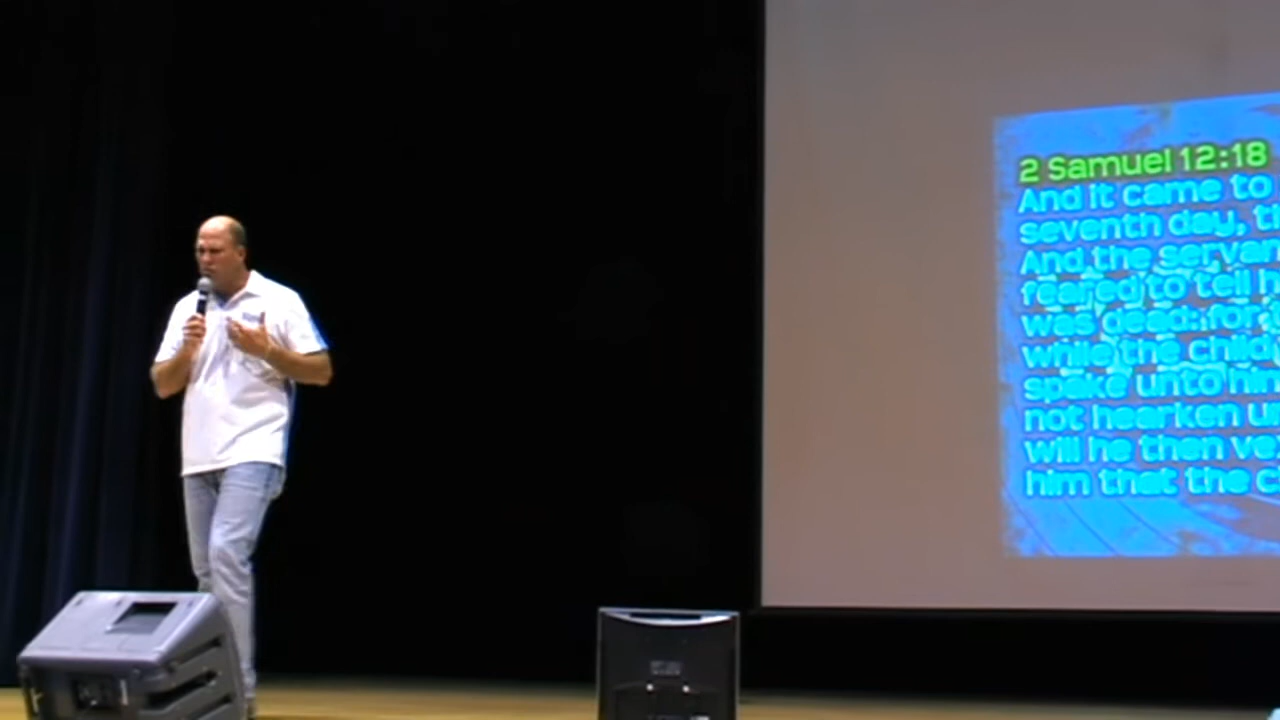 2 Samuel 12:18
And it came to
seventh day,
And the
feared to tell
was dead: for
while the child
spake unto
not hearken
will he then
him that the